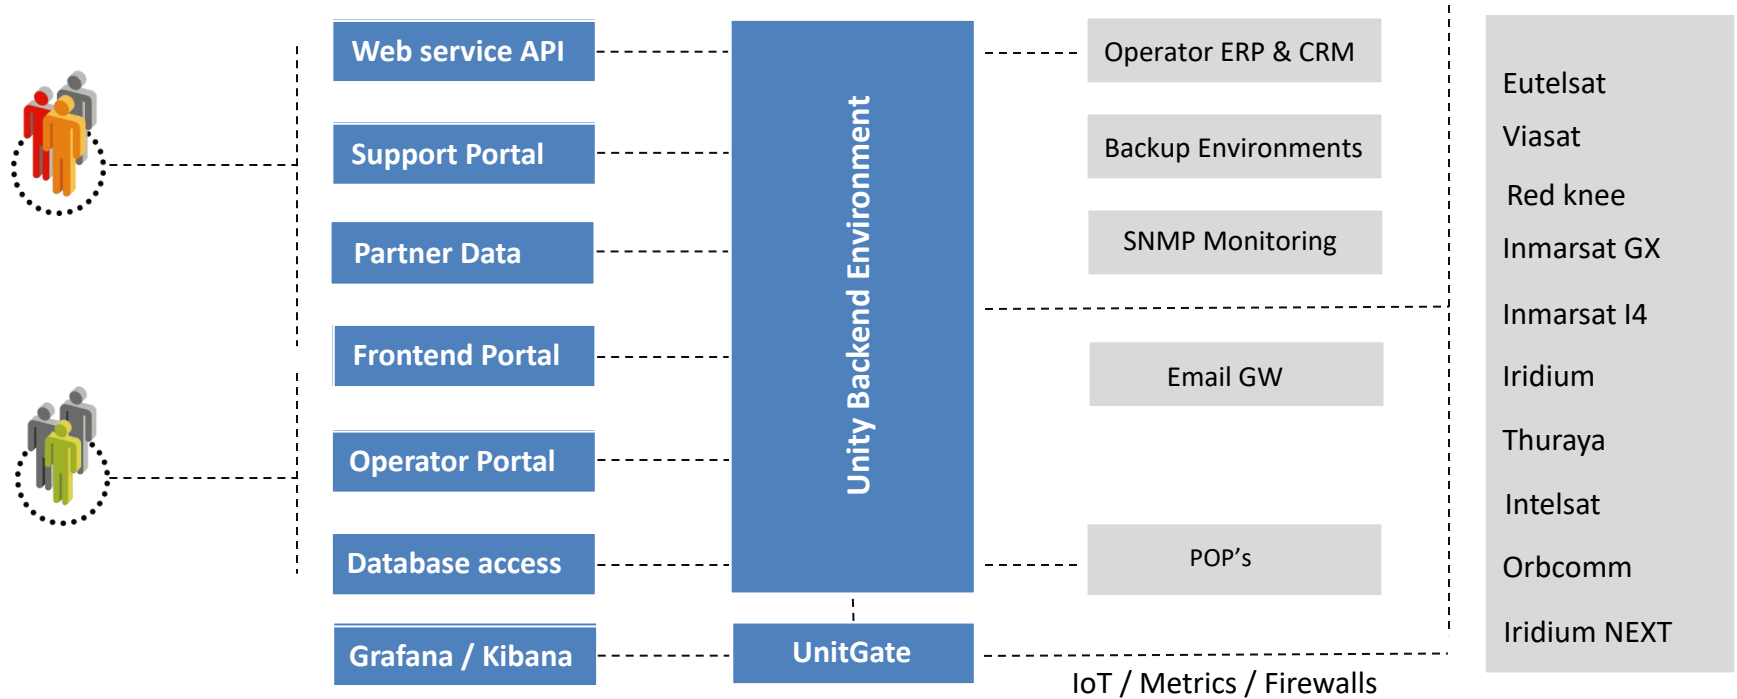 Web service API
Support Portal
Partner Data
Frontend Portal
Operator Portal
Database access
Grafana / Kibana
Unity Backend Environment
UnitGate
Operator ERP & CRM
Backup Environments
SNMP Monitoring
Email GW
POP's
IoT / Metrics / Firewalls
Eutelsat
Viasat
Red knee
Inmarsat GX
Inmarsat I4
Iridium
Thuraya
Intelsat
Orbcomm
Iridium NEXT